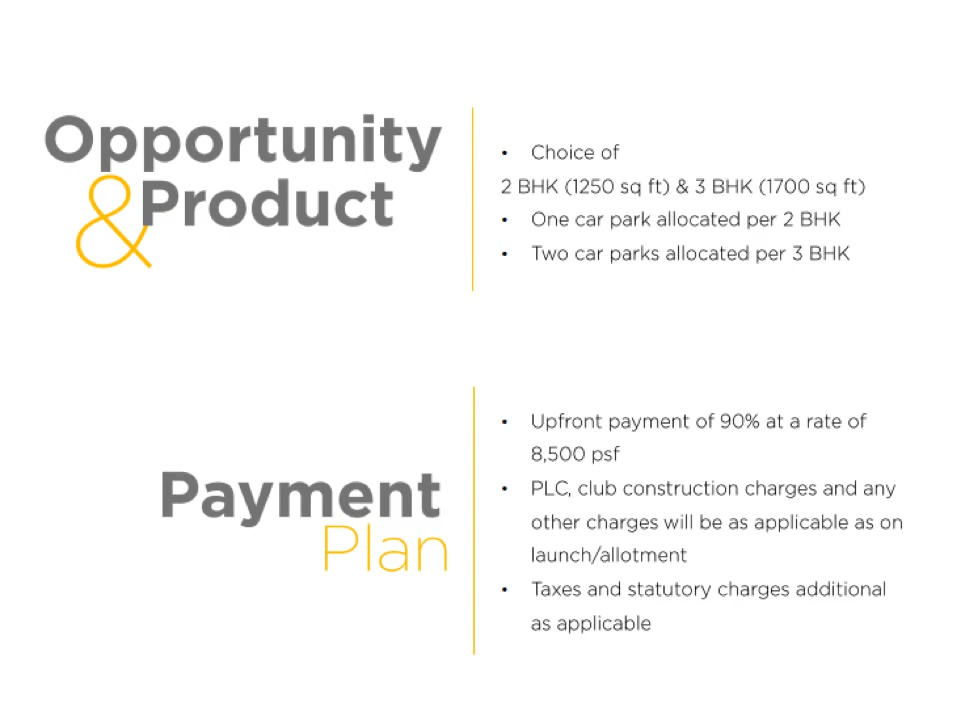 Opportunity
& Product
• Choice of
2 BHK (1250 sq ft) & 3 BHK (1700 sq ft)
• One car park allocated per 2 BHK
• Two car parks allocated per 3 BHK
Payment
Plan
• Upfront payment of 90% at a rate of
8,500 psf
• PLC, club construction charges and any
other charges will be as applicable as on
launch/allotment
• Taxes and statutory charges additional
as applicable